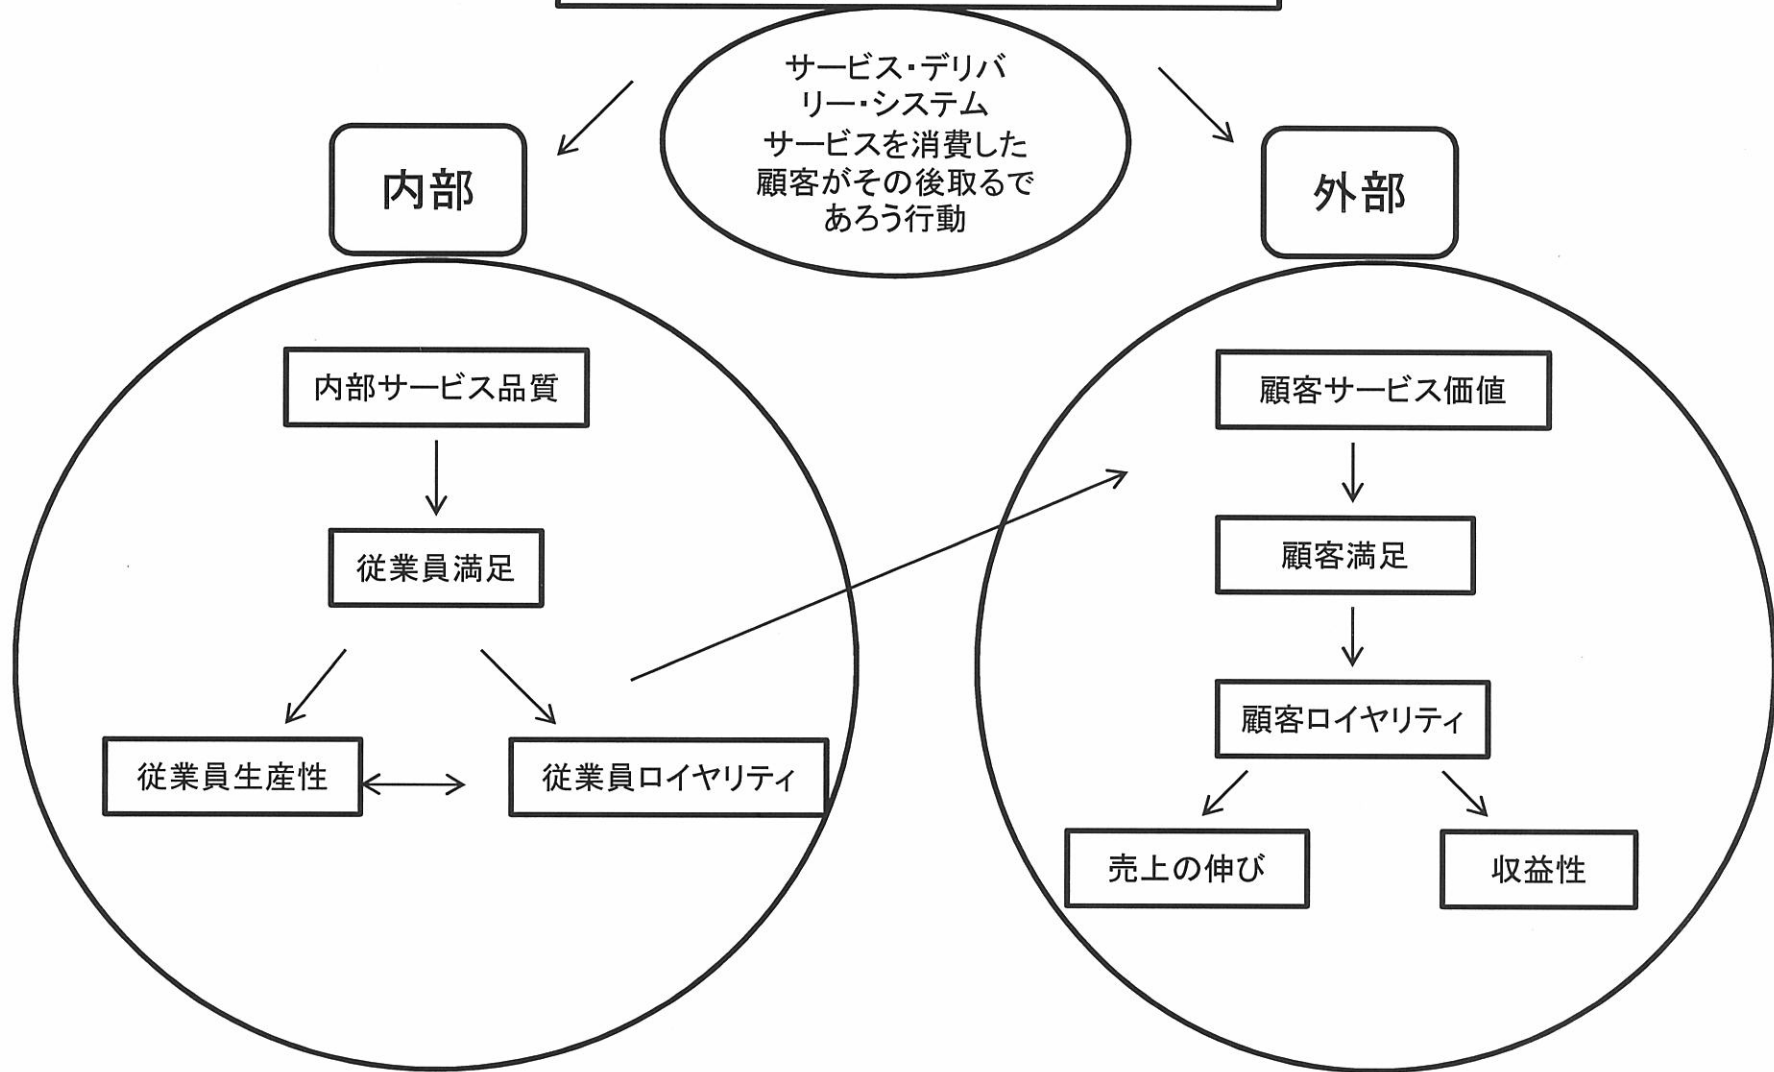 サービス・デリバ
リー・システム
サービスを消費した
顧客がその後取るで
あろう行動
内部
外部
内部サービス品質
顧客サービス価値
従業員満足
顧客満足
顧客ロイヤリティ
従業員生産性
従業員ロイヤリティ
売上の伸び
収益性